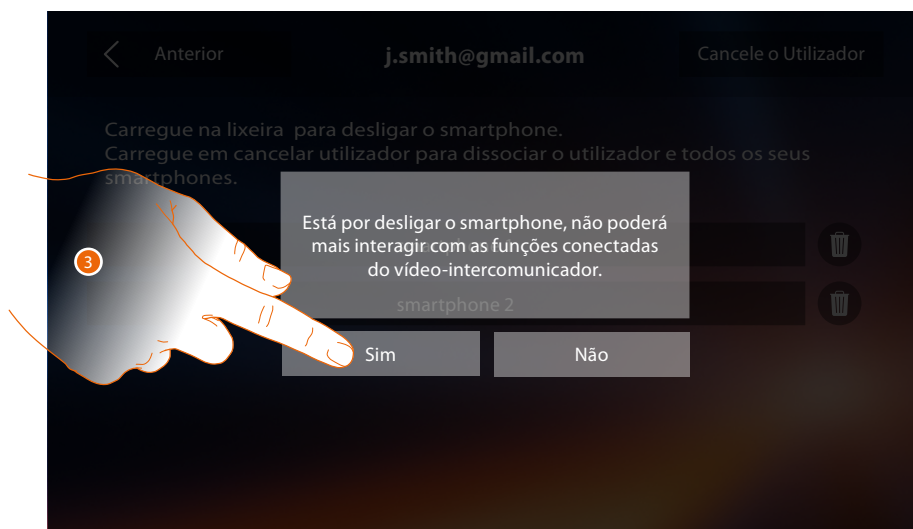 Anterior
j.smith@gmail.com
Cancele o Utilizador
Carregue na lixeira para desligar o smartphone.
Carregue em cancelar utilizador para dissociar o utilizador e todos os seus
smartphones.
Está por desligar o smartphone, não poderá
mais interagir com as funções conectadas
do vídeo-intercomunicador.
smartphone 2
Sim
Não
3